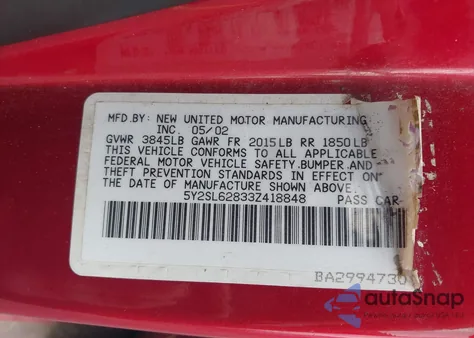 MFD.BY: NEW UNITED MOTOR MANUFACTURING
INC. 05/02
GVWR 3845LB GAWR FR 2015LB RR 1850LB
THIS VEHICLE CONFORMS TO ALL APPLICABLE
FEDERAL MOTOR VEHICLE SAFETY,BUMPER,AND
THEFT PREVENTION STANDARDS IN EFFECT ON
THE DATE OF MANUFACTURE SHOWN ABOVE.
5Y2SL62833Z418848 PASS CAR
BA2994730
autoSnap
Powered by